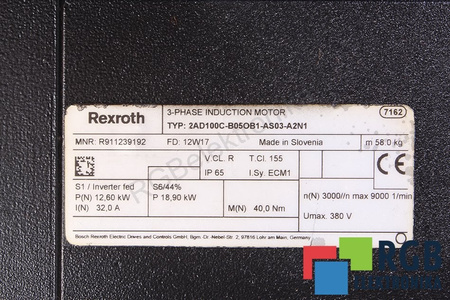 Rexroth
3-PHASE INDUCTION MOTOR
7162
TYP: 2AD100C-B05OB1-AS03-A2N1
MNR: R911239192 FD: 12W17 Made in Slovenia m 58.0 kg
V.CL. R T.Cl. 155
IP 65 I.Sy. ECM1
CE
S1 / Inverter fed S6/44%
P(N) 12,60 kW P 18,90 kW
I(N) 32,0 A M(N) 40,0 Nm
n(N) 3000//n max 9000 1/min
Umax. 380 V
Bosch Rexroth Electric Drives and Controls GmbH, Bgm. Dr.-Nebel-Str. 2, 97816 Lohr am Main, Germany
RGB